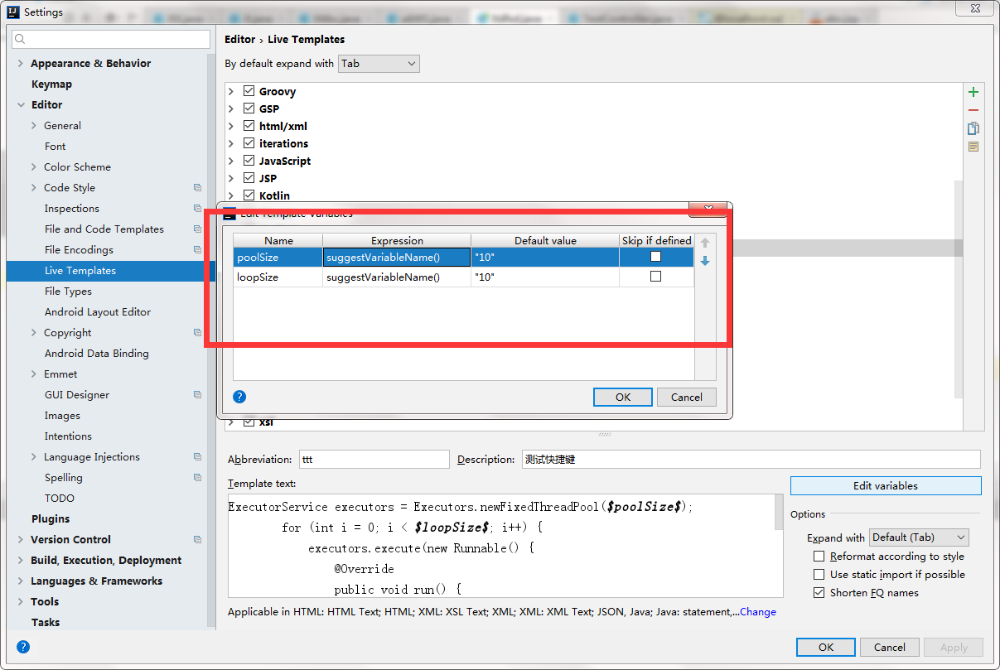 Settings
Appearance & Behavior
Keymap
Editor
General
Font
Color Scheme
Code Style
Inspections
File and Code Templates
File Encodings
Live Templates
File Types
Android Layout Editor
Copyright
Android Data Binding
Emmet
GUI Designer
Images
Intentions
Language Injections
Spelling
TODO
Plugins
Version Control
Build, Execution, Deployment
Languages & Frameworks
Tools
Tasks
Editor › Live Templates
By default expand with Tab
Groovy
GSP
html/xml
iterations
JavaScript
JSP
Kotlin
Edit Template Variables
Name Expression Default value Skip if defined
poolSize suggestVariableName() "10"
loopSize suggestVariableName() "10"
? OK Cancel
xsl
Abbreviation: ttt Description: 测试快捷键
Template text:
ExecutorService executors = Executors.newFixedThreadPool($poolSize$);
for (int i = 0; i < $loopSize$; i++) {
executors.execute(new Runnable() {
@Override
public void run() {
Edit variables
Options
Expand with Default (Tab)
Reformat according to style
Use static import if possible
Shorten FQ names
Applicable in HTML: HTML Text; HTML; XML: XSL Text; XML; XML: XML Text; JSON, Java; Java: statement,...Change
? OK Cancel Apply